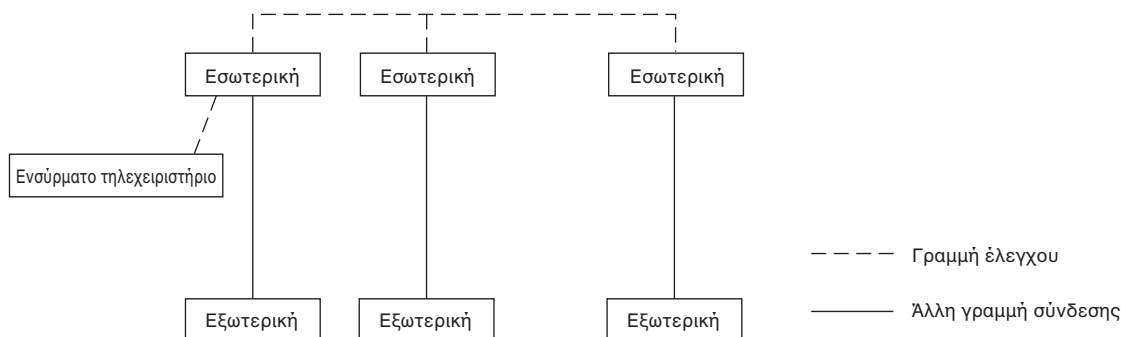 Εσωτερική Εσωτερική Εσωτερική
Ενσύρματο τηλεχειριστήριο
Γραμμή έλεγχου
Εξωτερική Εξωτερική Εξωτερική
Άλλη γραμμή σύνδεσης